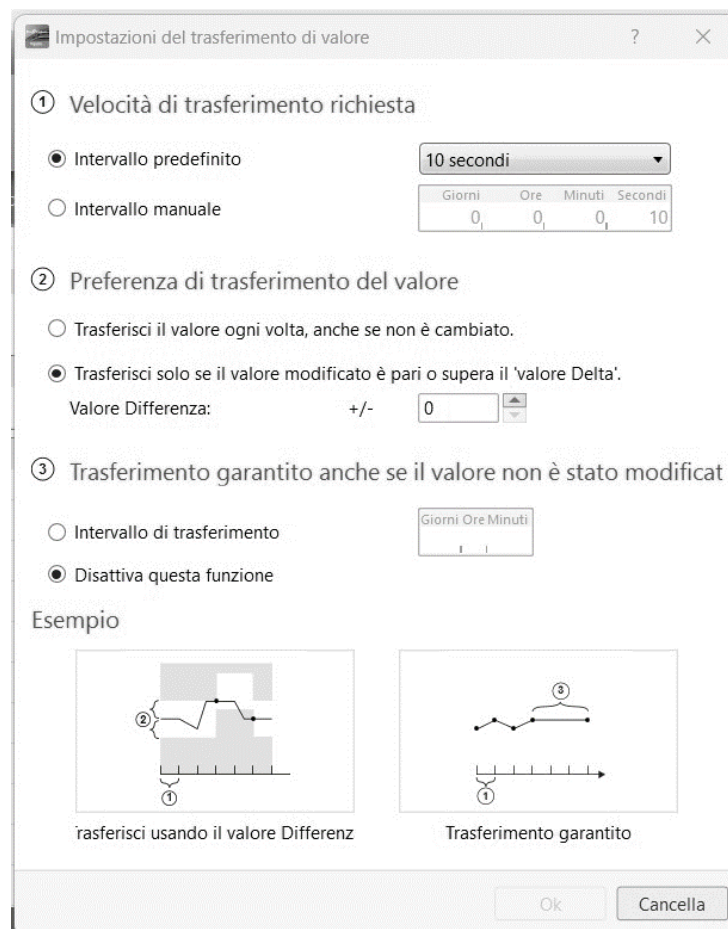 Impostazioni del trasferimento di valore ?
① Velocità di trasferimento richiesta
Intervallo predefinito 10 secondi
Intervallo manuale
Giorni Ore Minuti Secondi
0 0 0 10
② Preferenza di trasferimento del valore
Trasferisci il valore ogni volta, anche se non è cambiato.
Trasferisci solo se il valore modificato è pari o supera il 'valore Delta'.
Valore Differenza: +/- 0
③ Trasferimento garantito anche se il valore non è stato modificat
Intervallo di trasferimento
Giorni Ore Minuti
Disattiva questa funzione
Esempio
②
①
③
①
rasferisci usando il valore Differenz
Trasferimento garantito
Ok Cancella